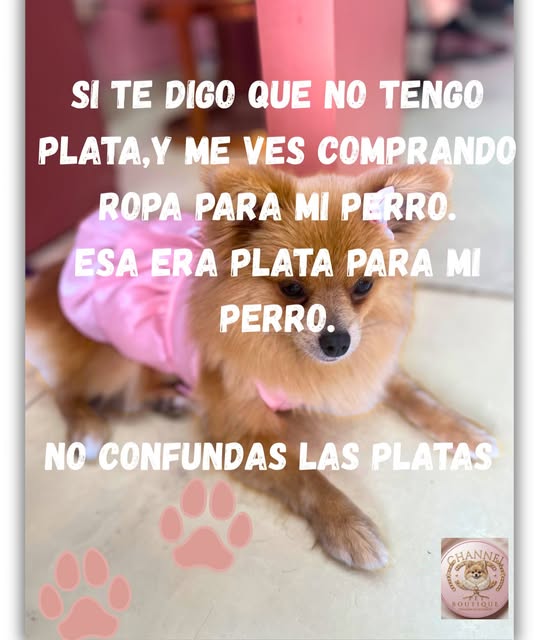 SI TE DIGO QUE NO TENGO
PLATA,Y ME VES COMPRANDO
ROPA PARA MI PERRO.
ESA ERA PLATA PARA MI
PERRO.
NO CONFUNDAS LAS PLATAS
CHANNEL
BOUTIQUE